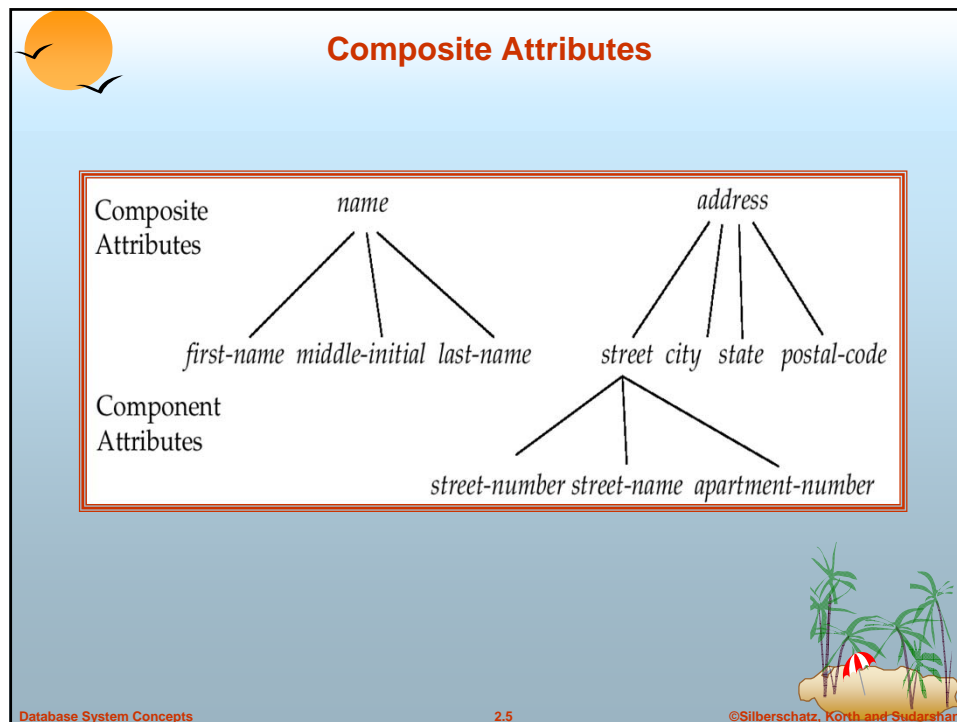 Composite Attributes
Composite
Attributes
name
address
first-name middle-initial last-name
street city state postal-code
Component
Attributes
street-number street-name apartment-number
Database System Concepts
2.5
©Silberschatz, Korth and Sudarshan